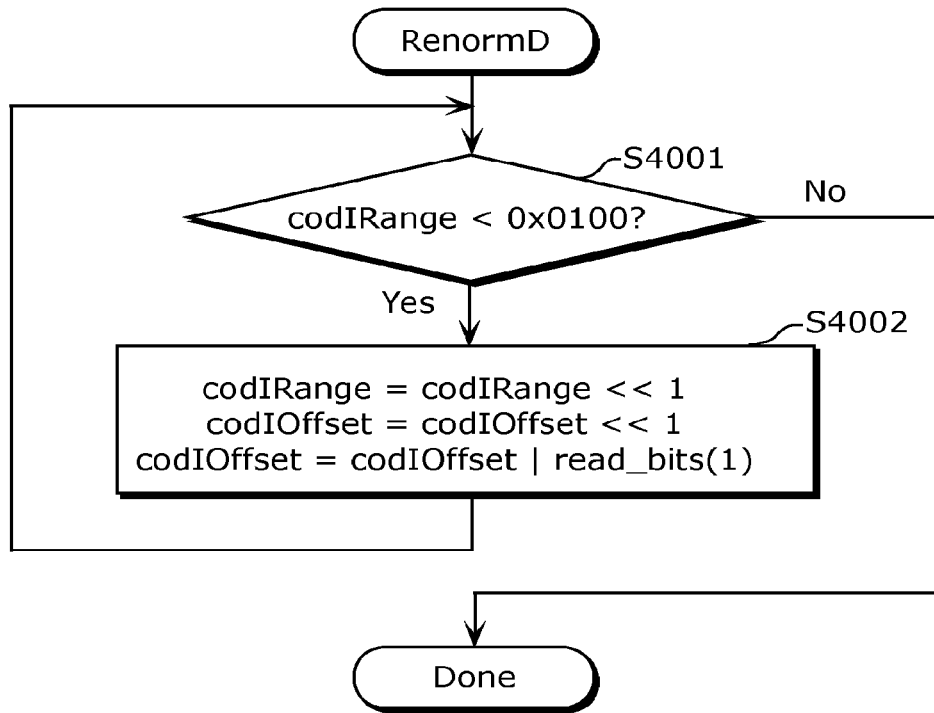 RenormD
S4001
codIRange < 0x0100?
No
Yes
S4002
codIRange = codIRange << 1
codIOffset = codIOffset << 1
codIOffset = codIOffset | read_bits(1)
Done